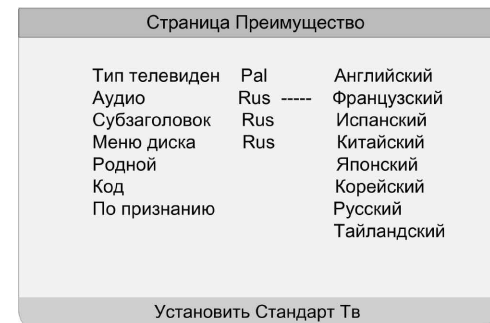 Страница Преимущество
Тип телевиден Pal Английский
Аудио Rus ----- Французский
Субзаголовок Rus Испанский
Меню диска Rus Китайский
Родной Японский
Код Корейский
По признанию Русский
Тайландский
Установить Стандарт Тв